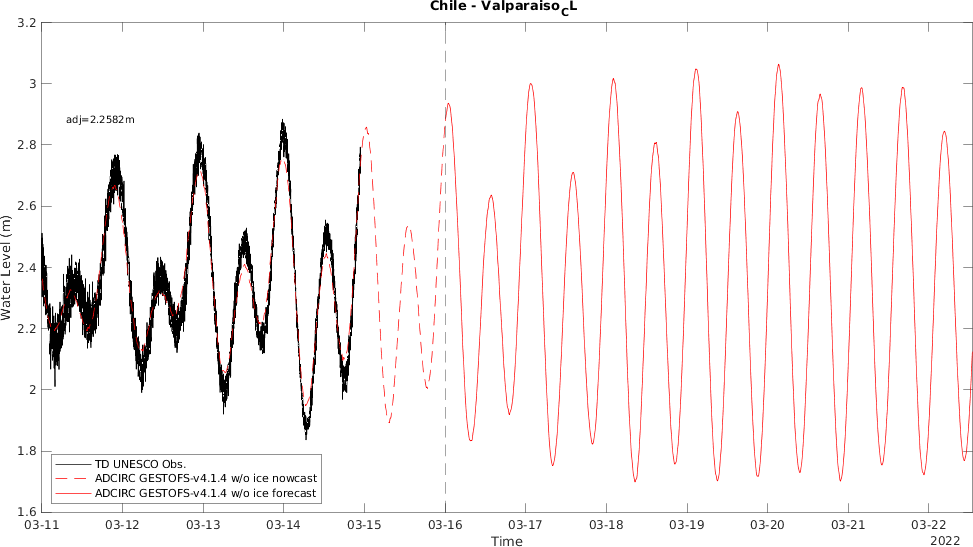 Chile - Valparaiso_CL
3.2
3
2.8
2.6
2.4
2.2
2
1.8
1.6
Water Level (m)
adj=2.2582m
TD UNESCO Obs.
ADCIRC GESTOFS-v4.1.4 w/o ice nowcast
ADCIRC GESTOFS-v4.1.4 w/o ice forecast
03-11 03-12 03-13 03-14 03-15 03-16 03-17 03-18 03-19 03-20 03-21 03-22
Time
2022